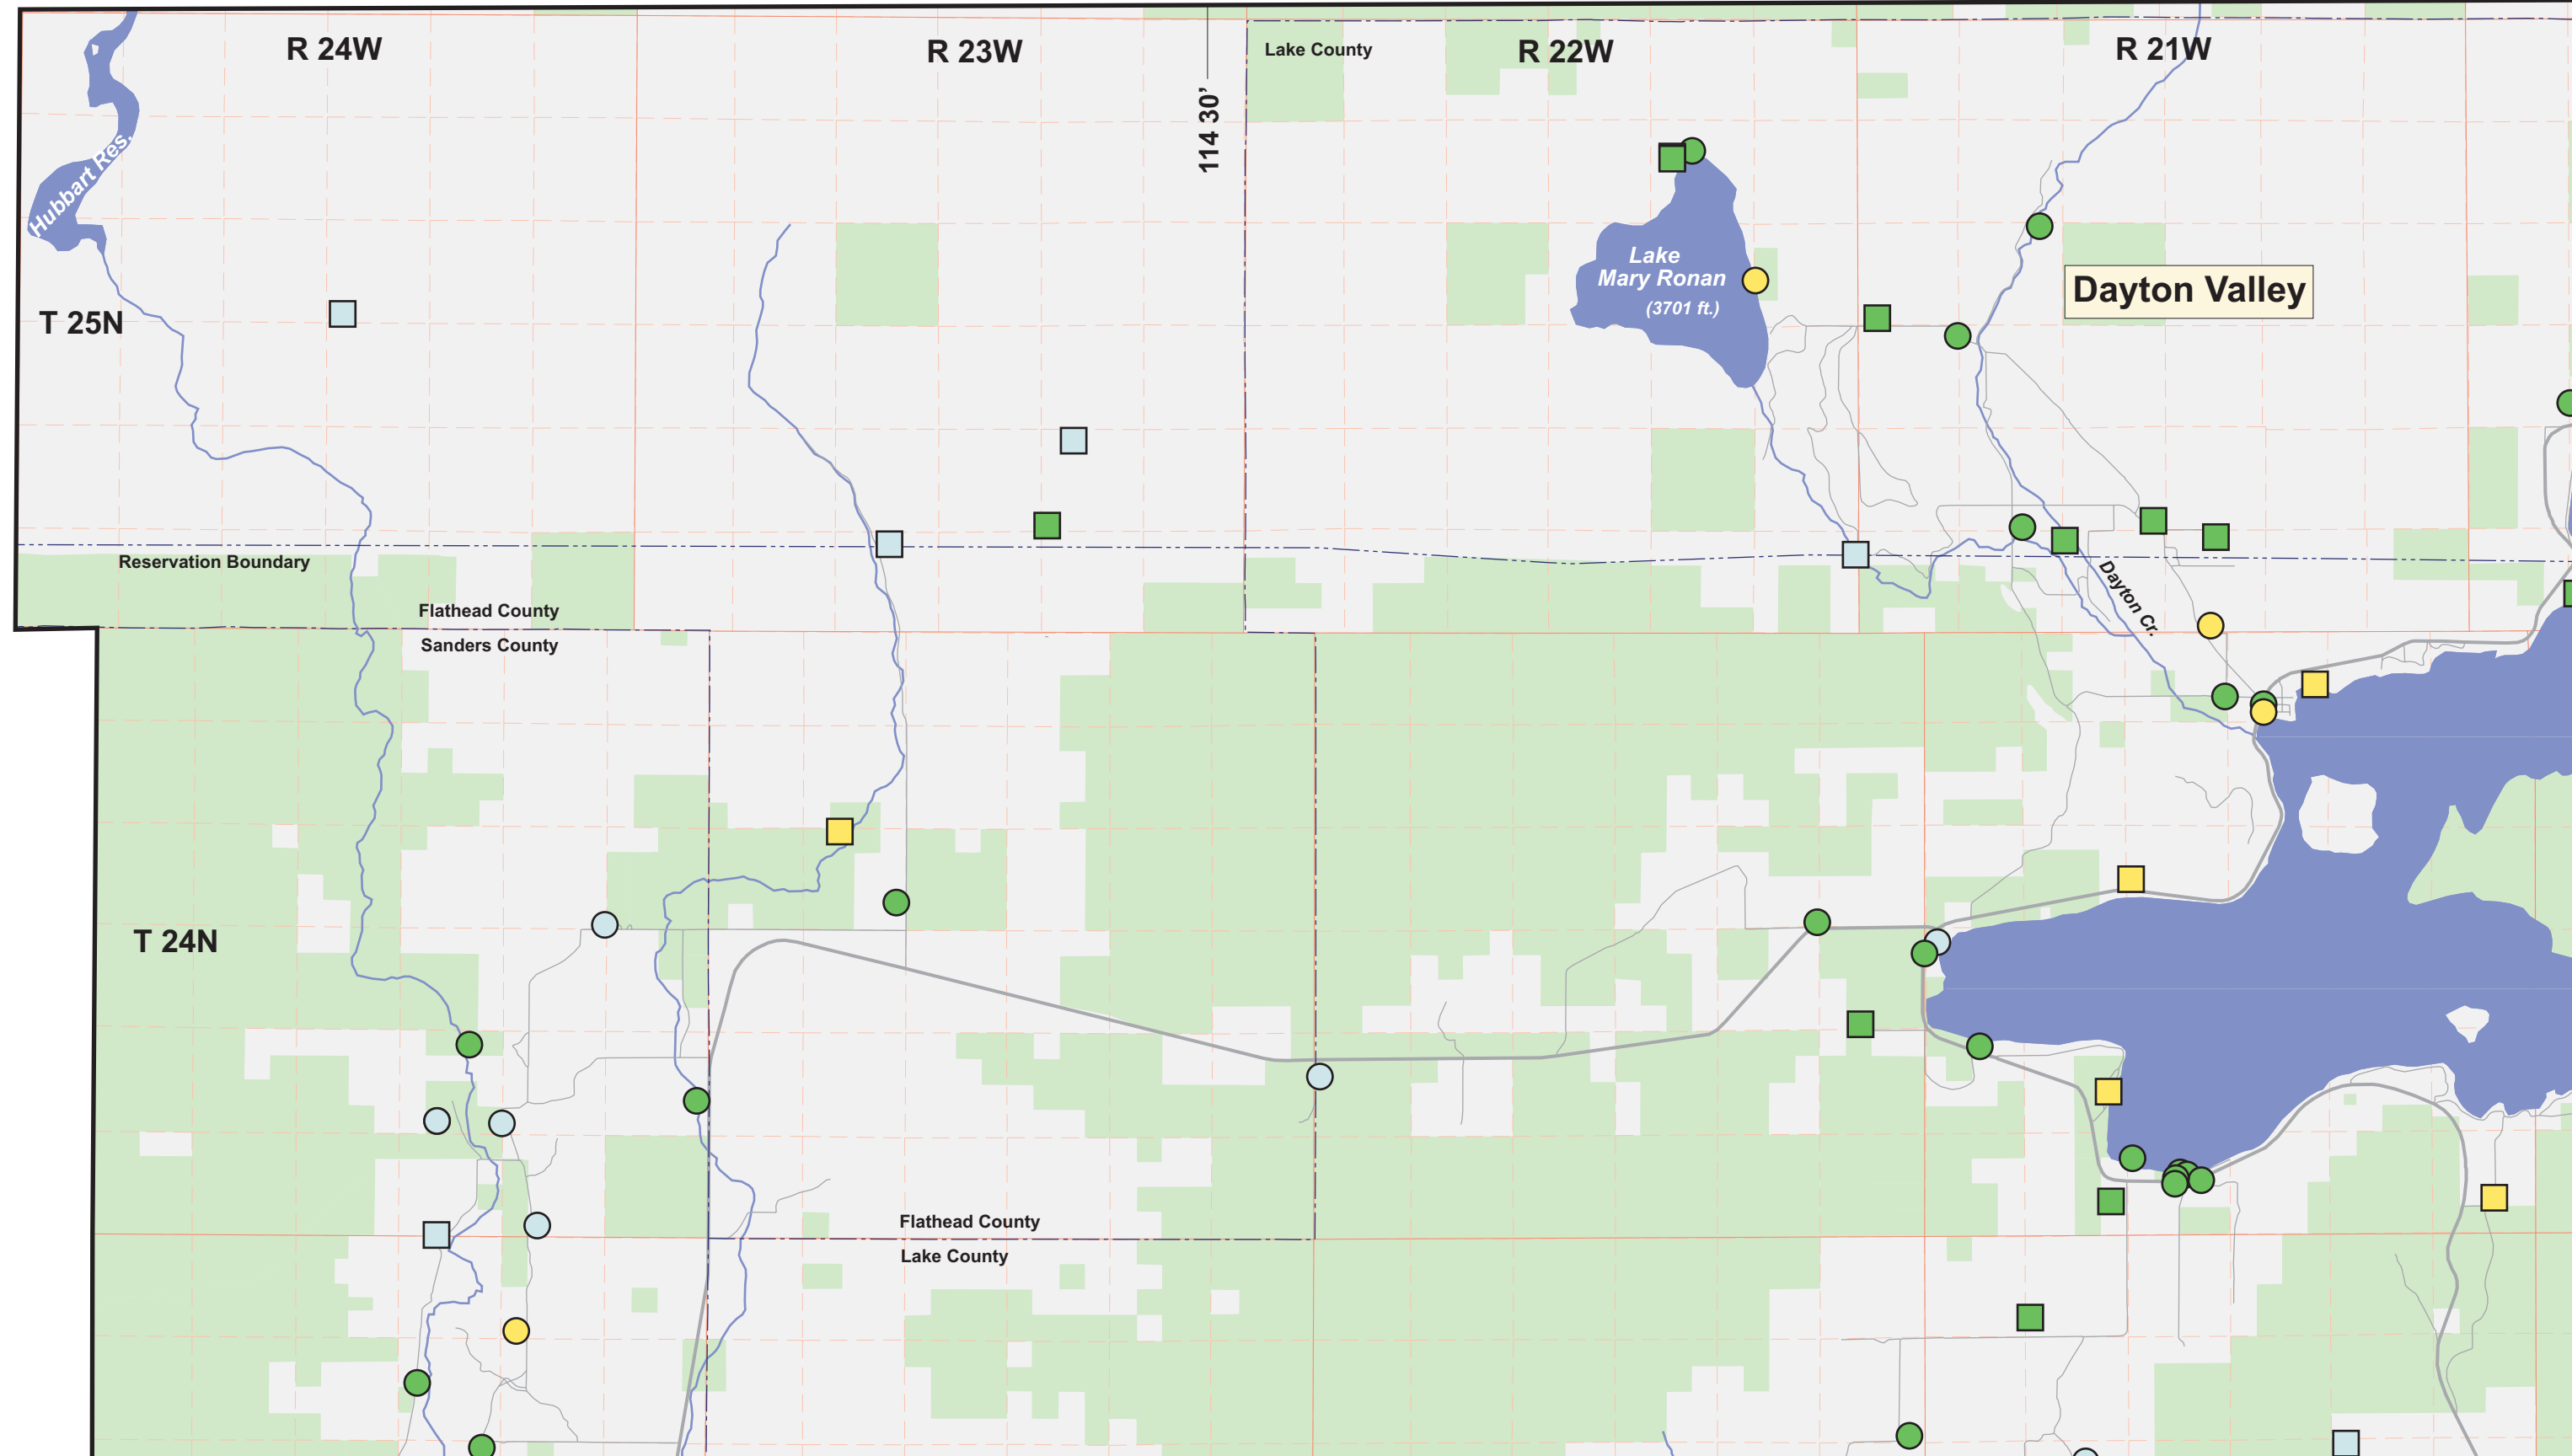 R 24W
R 23W
Lake County
R 22W
R 21W
114 30'
Hubbart Res.
Lake
Mary Ronan
(3701 ft.)
Dayton Valley
T 25N
Reservation Boundary
Dayton Cr.
Flathead County
Sanders County
T 24N
Flathead County
Lake County